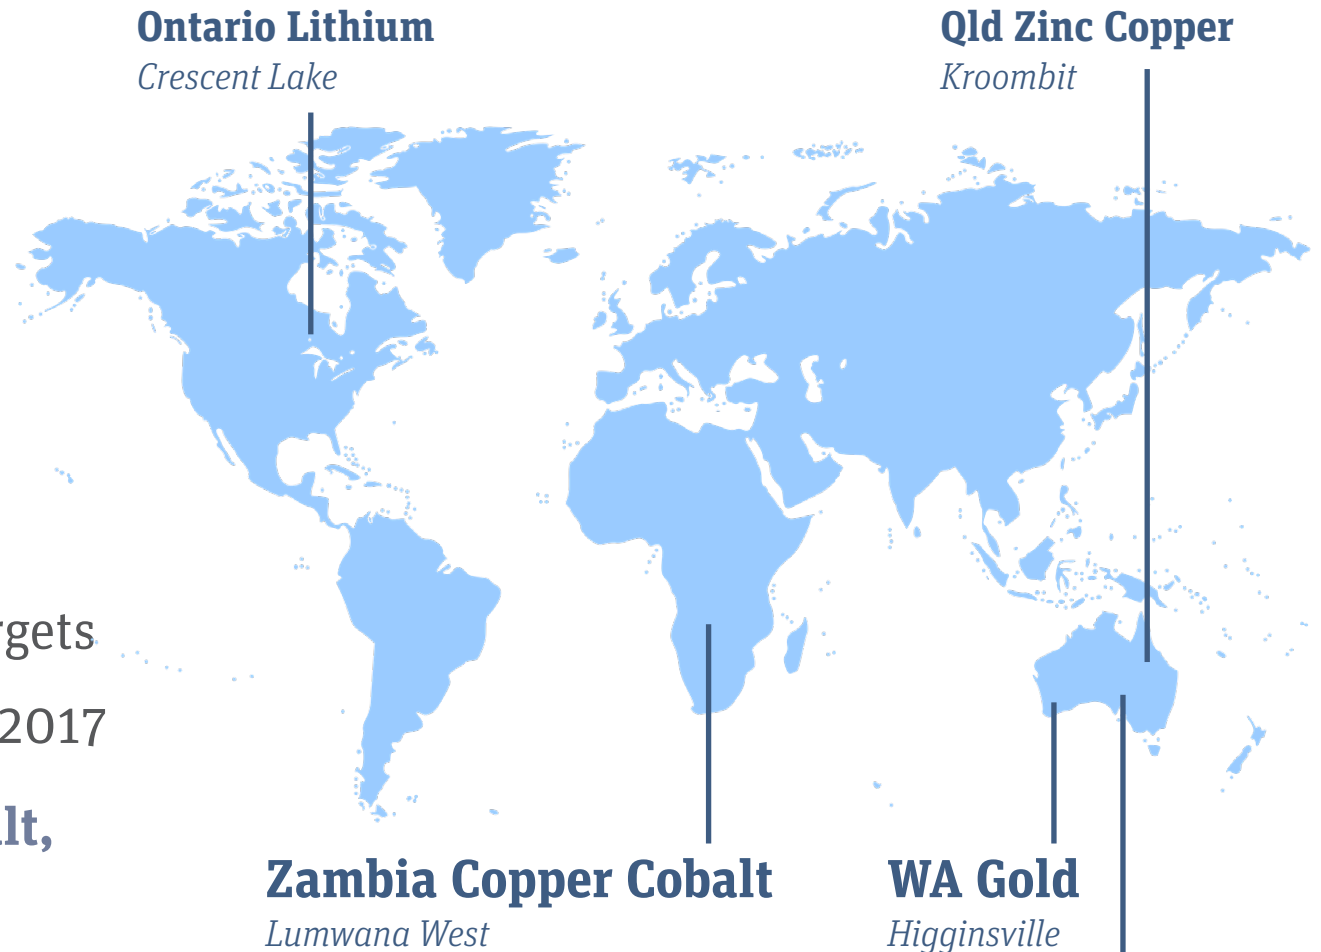 Ontario Lithium
Crescent Lake
Qld Zinc Copper
Kroombit
rgets
2017
lt,
Zambia Copper Cobalt
Lumwana West
WA Gold
Higginsville